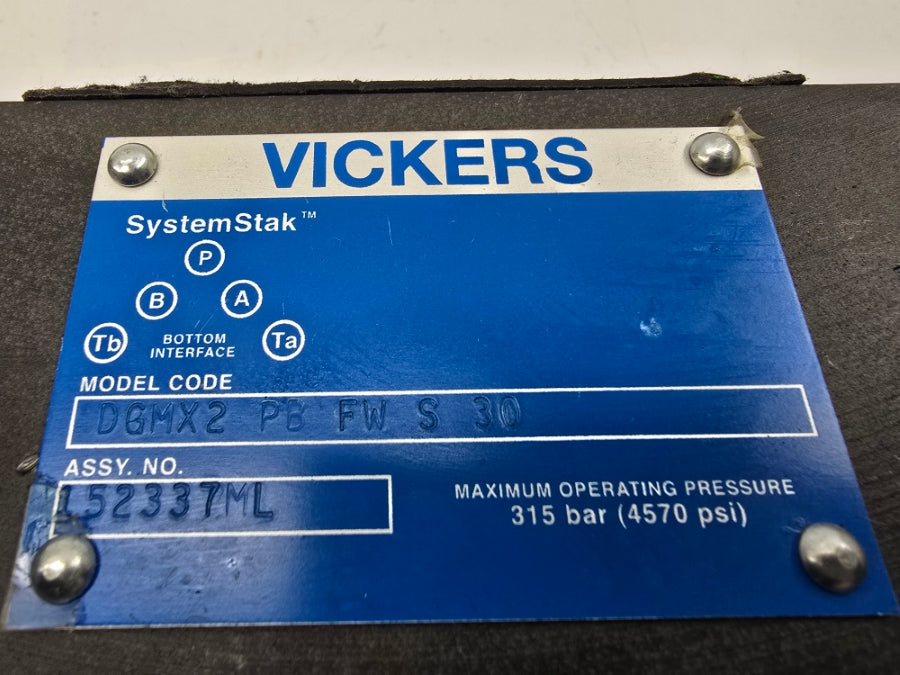 VICKERS
SystemStak™
P
B A
Tb BOTTOM INTERFACE Ta
MODEL CODE
DGMX2 PB FW S 30
ASSY. NO.
152337ML
MAXIMUM OPERATING PRESSURE
315 bar (4570 psi)